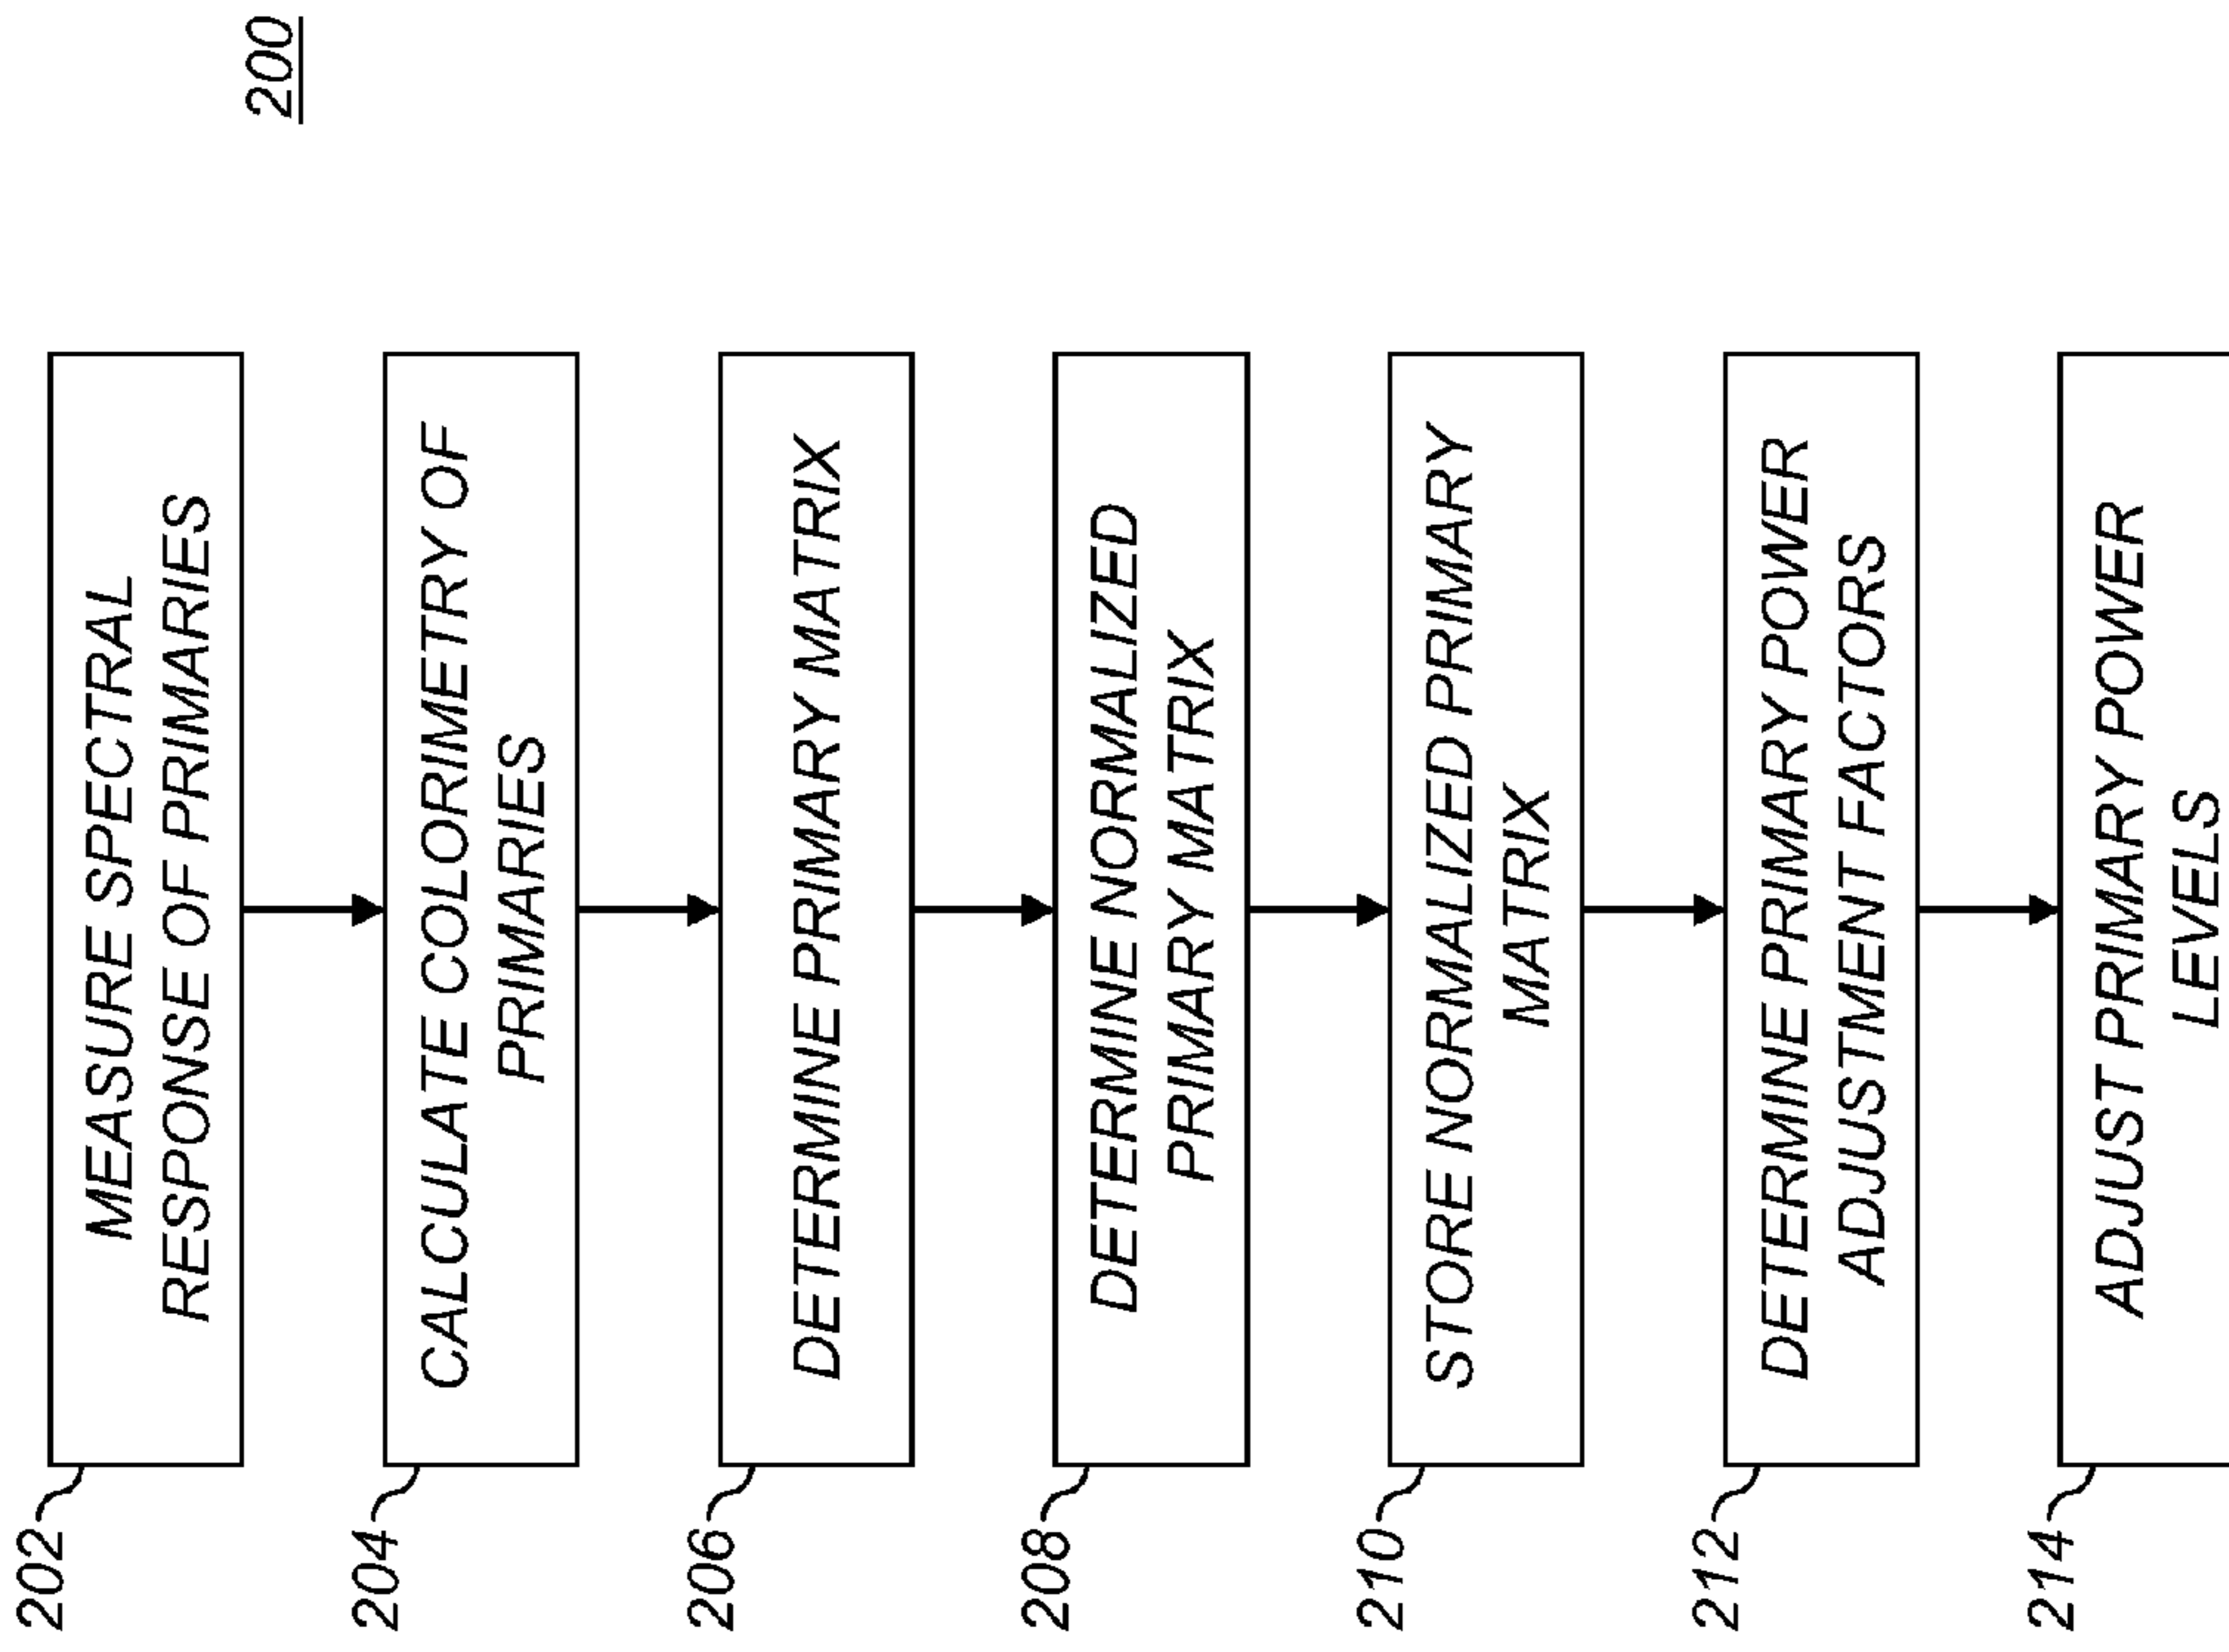 200
202
MEASURE SPECTRAL
RESPONSE OF PRIMARIES
204
CALCULATE COLORIMETRY OF
PRIMARIES
206
DETERMINE PRIMARY MATRIX
208
DETERMINE NORMALIZED
PRIMARY MATRIX
210
STORE NORMALIZED PRIMARY
MATRIX
212
DETERMINE PRIMARY POWER
ADJUSTMENT FACTORS
214
ADJUST PRIMARY POWER
LEVELS